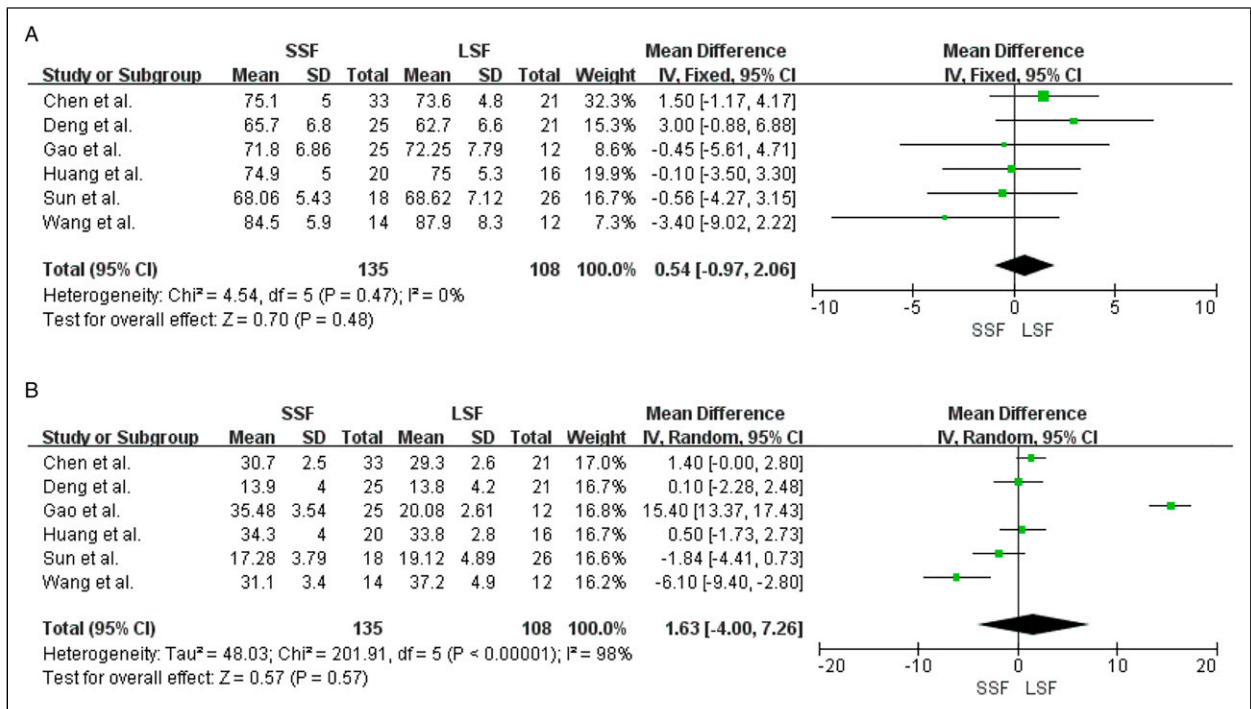 A
SSF LSF Mean Difference Mean Difference
Study or Subgroup Mean SD Total Mean SD Total Weight IV, Fixed, 95% CI IV, Fixed, 95% CI
Chen et al. 75.1 5 33 73.6 4.8 21 32.3% 1.50 [-1.17, 4.17]
Deng et al. 65.7 6.8 25 62.7 6.6 21 15.3% 3.00 [-0.88, 6.88]
Gao et al. 71.8 6.86 25 72.25 7.79 12 8.6% -0.45 [-5.61, 4.71]
Huang et al. 74.9 5 20 75 5.3 16 19.9% -0.10 [-3.50, 3.30]
Sun et al. 68.06 5.43 18 68.62 7.12 26 16.7% -0.56 [-4.27, 3.15]
Wang et al. 84.5 5.9 14 87.9 8.3 12 7.3% -3.40 [-9.02, 2.22]
Total (95% CI) 135 108 100.0% 0.54 [-0.97, 2.06]
Heterogeneity: Chi² = 4.54, df = 5 (P = 0.47); I² = 0%
Test for overall effect: Z = 0.70 (P = 0.48)
-10 -5 0 5 10
SSF LSF
B
SSF LSF Mean Difference Mean Difference
Study or Subgroup Mean SD Total Mean SD Total Weight IV, Random, 95% CI IV, Random, 95% CI
Chen et al. 30.7 2.5 33 29.3 2.6 21 17.0% 1.40 [-0.00, 2.80]
Deng et al. 13.9 4 25 13.8 4.2 21 16.7% 0.10 [-2.28, 2.48]
Gao et al. 35.48 3.54 25 20.08 2.61 12 16.8% 15.40 [13.37, 17.43]
Huang et al. 34.3 4 20 33.8 2.8 16 16.7% 0.50 [-1.73, 2.73]
Sun et al. 17.28 3.79 18 19.12 4.89 26 16.6% -1.84 [-4.41, 0.73]
Wang et al. 31.1 3.4 14 37.2 4.9 12 16.2% -6.10 [-9.40, -2.80]
Total (95% CI) 135 108 100.0% 1.63 [-4.00, 7.26]
Heterogeneity: Tau² = 48.03; Chi² = 201.91, df = 5 (P < 0.00001); I² = 98%
Test for overall effect: Z = 0.57 (P = 0.57)
-20 -10 0 10 20
SSF LSF